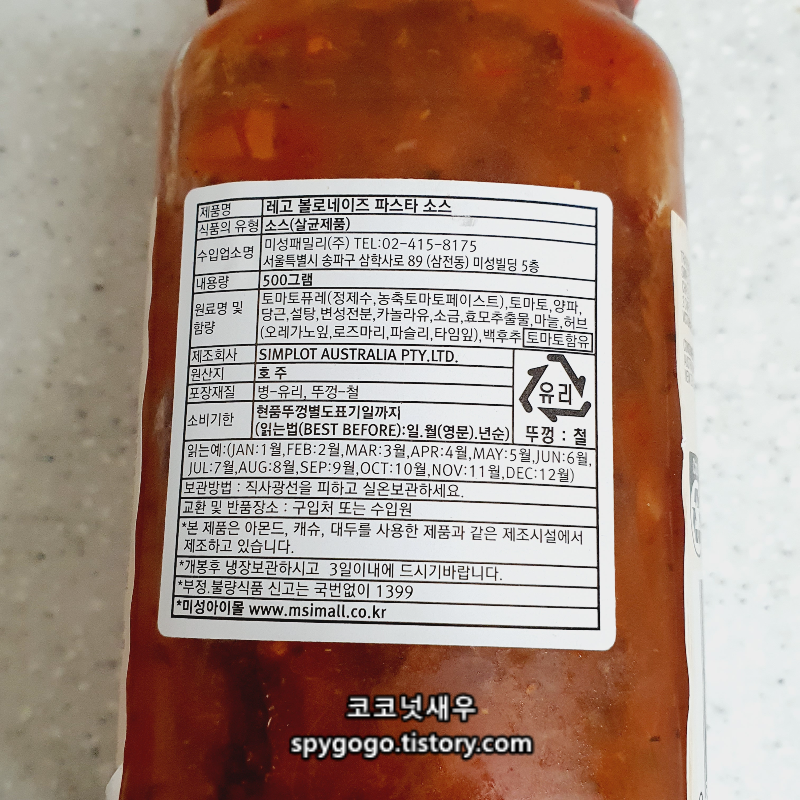 제품명 레고 볼로네이즈 파스타 소스
식품의 유형 소스(살균제품)
수입업소명 미성패밀리(주) TEL:02-415-8175
서울특별시 송파구 삼학사로 89 (삼전동) 미성빌딩 5층
내용량 500그램
원료명 및 함량 토마토퓨레(정제수,농축토마토페이스트),토마토,양파,
당근,설탕,변성전분,카놀라유,소금,효모추출물,마늘,허브
(오레가노잎,로즈마리,파슬리,타임잎),백후추 토마토함유
제조회사 SIMPLOT AUSTRALIA PTY.LTD.
원산지 호 주
포장재질 병-유리, 뚜껑-철
유리
뚜껑 : 철
소비기한 현품뚜껑별도표기일까지
(읽는법(BEST BEFORE):일.월(영문).년순)
읽는예:(JAN:1월,FEB:2월,MAR:3월,APR:4월,MAY:5월,JUN:6월,
JUL:7월,AUG:8월,SEP:9월,OCT:10월,NOV:11월,DEC:12월)
보관방법 : 직사광선을 피하고 실온보관하세요.
교환 및 반품장소 : 구입처 또는 수입원
*본 제품은 아몬드, 캐슈, 대두를 사용한 제품과 같은 제조시설에서
제조하고 있습니다.
*개봉후 냉장보관하시고 3일이내에 드시기바랍니다.
*부정.불량식품 신고는 국번없이 1399
*미성아이몰 www.msimall.co.kr
코코넛새우
spygogo.tistory.com